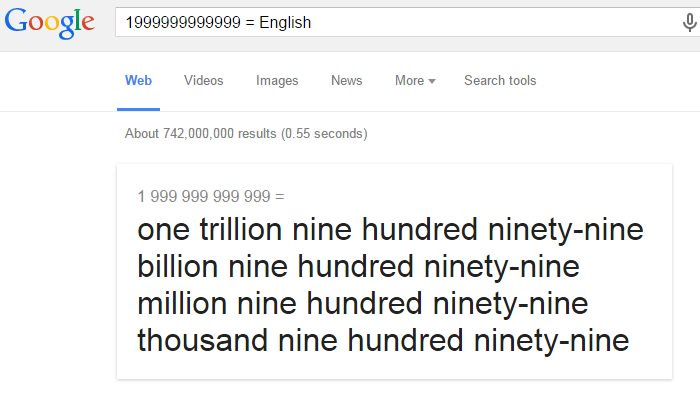 Google
1999999999999 = English
Web Videos Images News More Search tools
About 742,000,000 results (0.55 seconds)
1 999 999 999 999 =
one trillion nine hundred ninety-nine
billion nine hundred ninety-nine
million nine hundred ninety-nine
thousand nine hundred ninety-nine